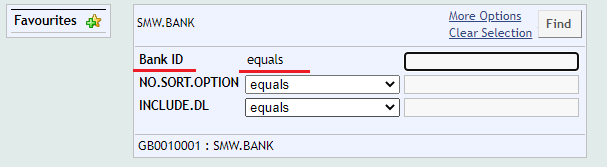 Favourites
SMW.BANK
More Options
Clear Selection
Find
Bank ID equals
NO.SORT.OPTION equals
INCLUDE.DL equals
GB0010001 : SMW.BANK